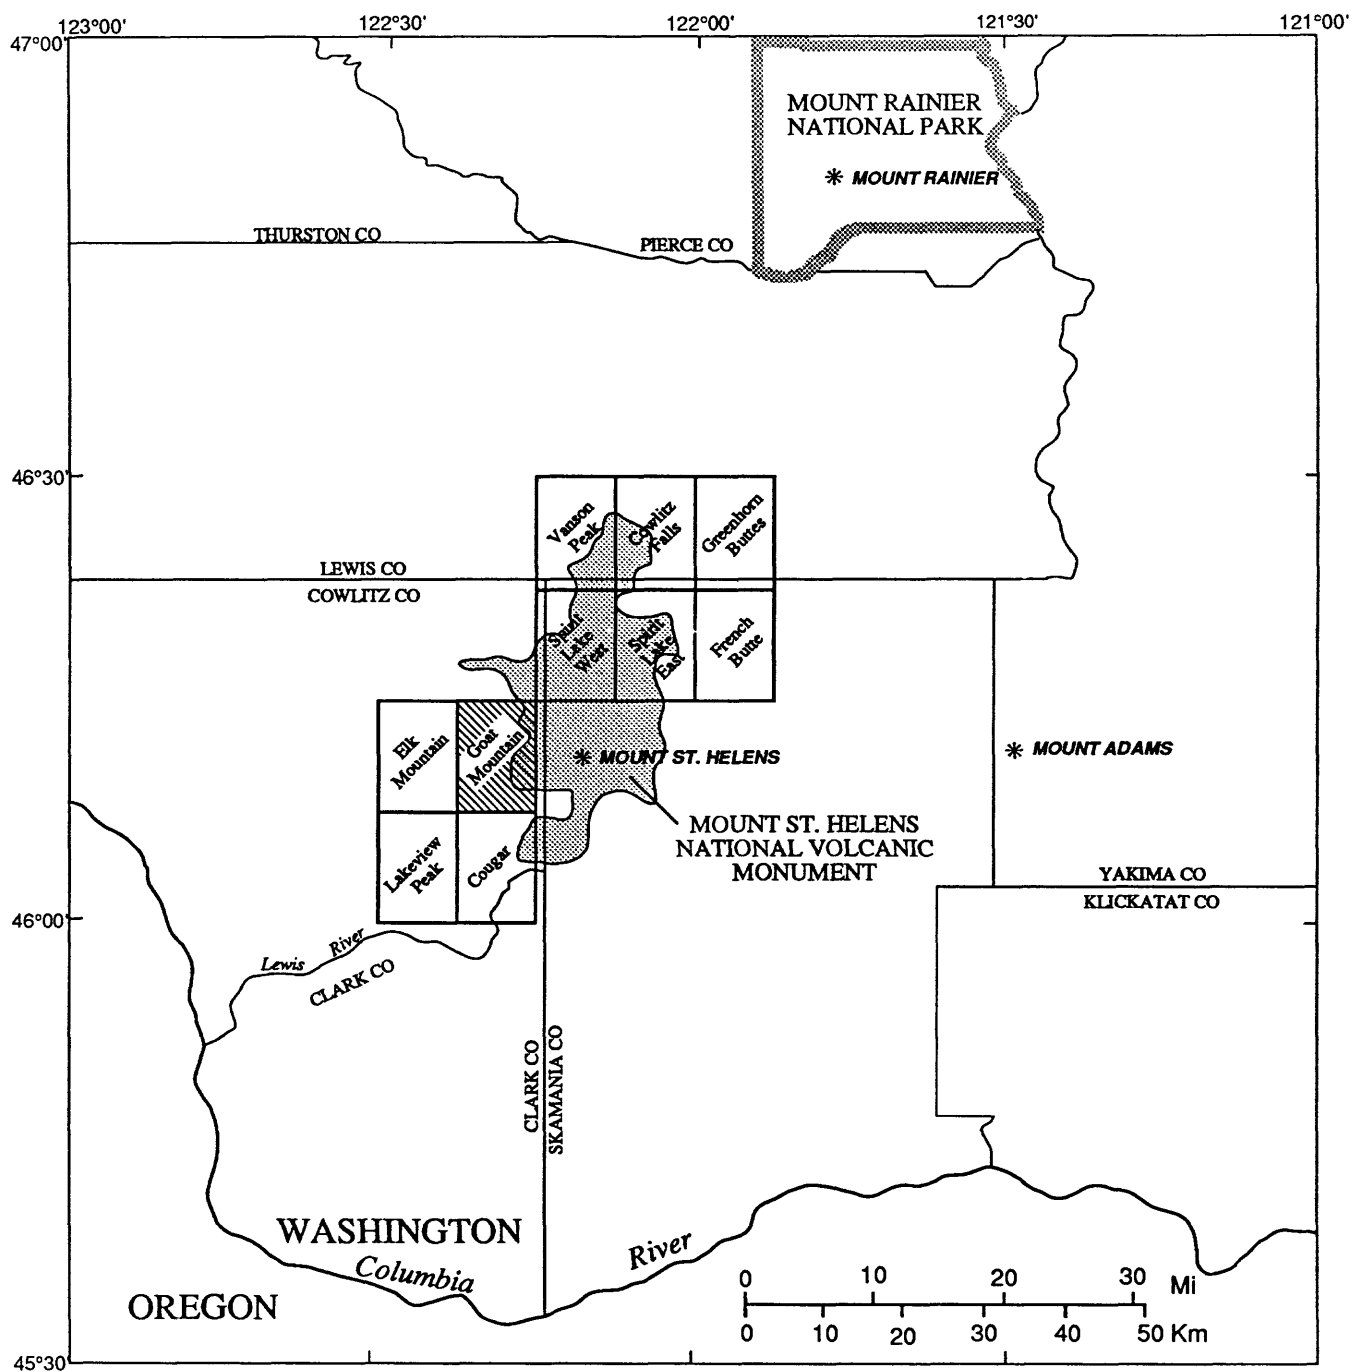 123°00'
122°30'
122°00'
121°30'
121°00'
47°00'
MOUNT RAINIER
NATIONAL PARK
MOUNT RAINIER
THURSTON CO
PIERCE CO
46°30'
Vanson
Peak
Cowlitz
Falls
Greenhorn
Buttes
LEWIS CO
COWLITZ CO
Spirit
Lake
West
Spirit
Lake
East
French
Butte
Elk
Mountain
Goat
Mountain
MOUNT ST. HELENS
MOUNT ADAMS
MOUNT ST. HELENS
NATIONAL VOLCANIC
MONUMENT
Lakeview
Peak
Cougar
YAKIMA CO
KLICKATAT CO
46°00'
Lewis River
CLARK CO
CLARK CO
SKAMANIA CO
WASHINGTON
Columbia River
OREGON
0 10 20 30 Mi
0 10 20 30 40 50 Km
45°30'